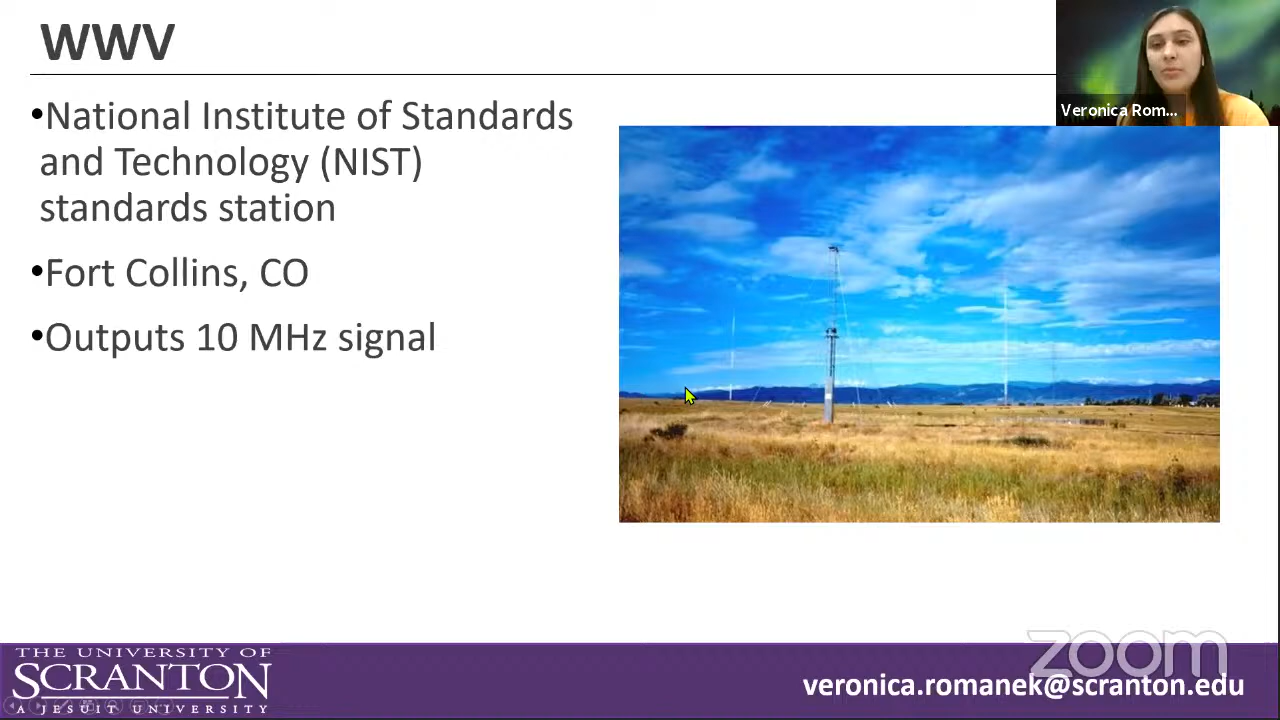 WWV
•National Institute of Standards
and Technology (NIST)
standards station
•Fort Collins, CO
•Outputs 10 MHz signal
Veronica Rom...
zoom
THE UNIVERSITY OF
SCRANTON
A JESUIT UNIVERSITY
veronica.romanek@scranton.edu